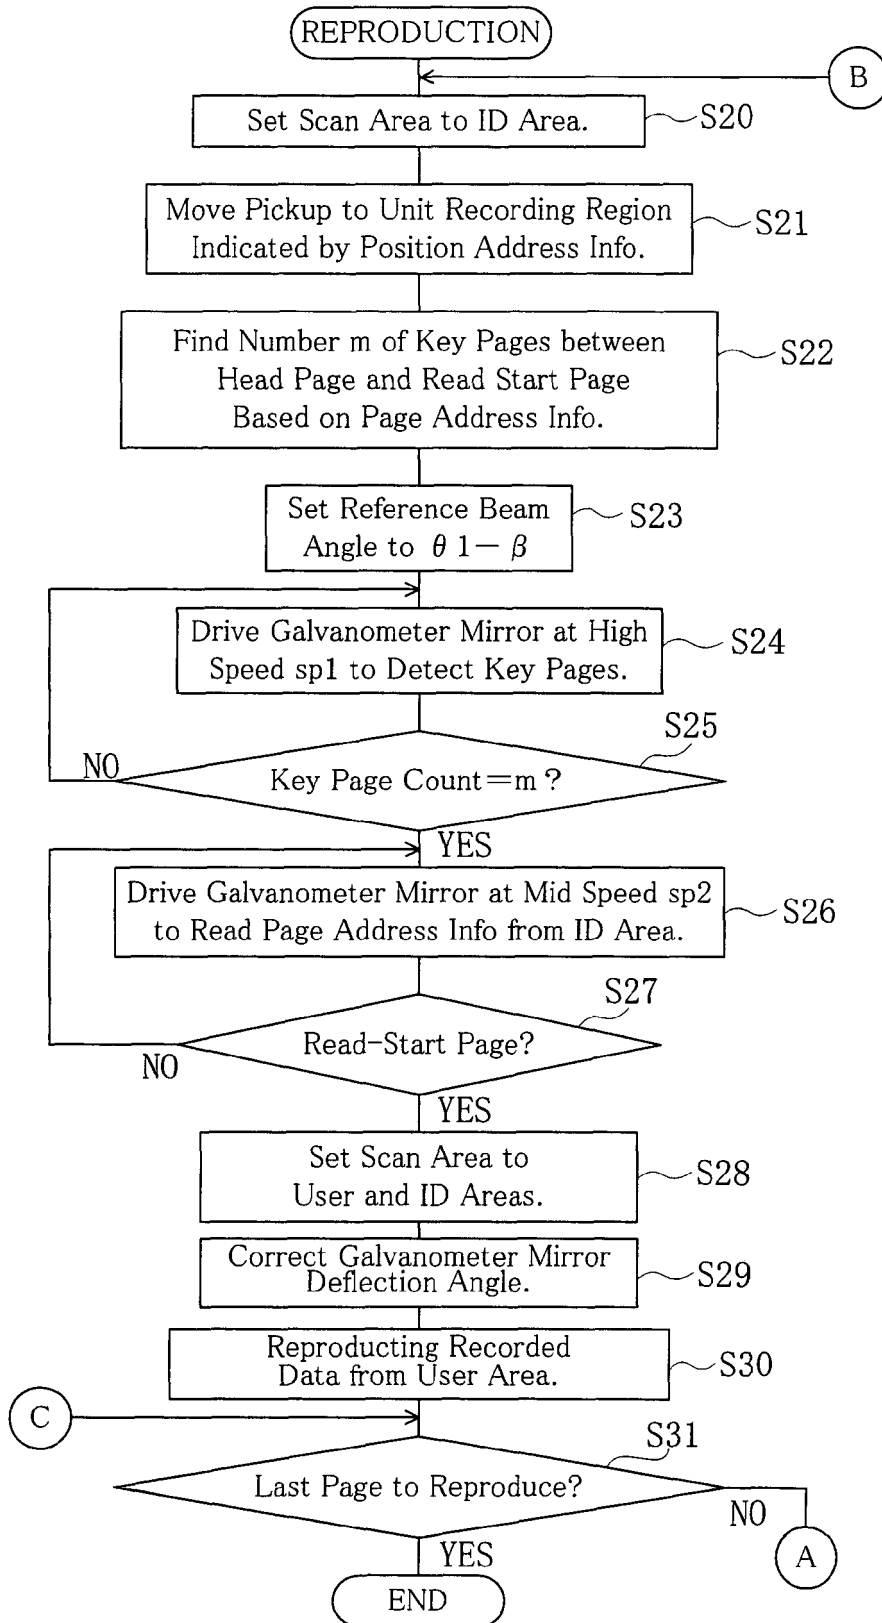 REPRODUCTION
B
Set Scan Area to ID Area.
S20
Move Pickup to Unit Recording Region
Indicated by Position Address Info.
S21
Find Number m of Key Pages between
Head Page and Read Start Page
Based on Page Address Info.
S22
Set Reference Beam
Angle to θ1－β
S23
Drive Galvanometer Mirror at High
Speed sp1 to Detect Key Pages.
S24
S25
NO
Key Page Count＝m?
YES
Drive Galvanometer Mirror at Mid Speed sp2
to Read Page Address Info from ID Area.
S26
S27
Read-Start Page?
NO
YES
Set Scan Area to
User and ID Areas.
S28
Correct Galvanometer Mirror
Deflection Angle.
S29
Reproducting Recorded
Data from User Area.
S30
C
S31
Last Page to Reproduce?
NO
A
YES
END